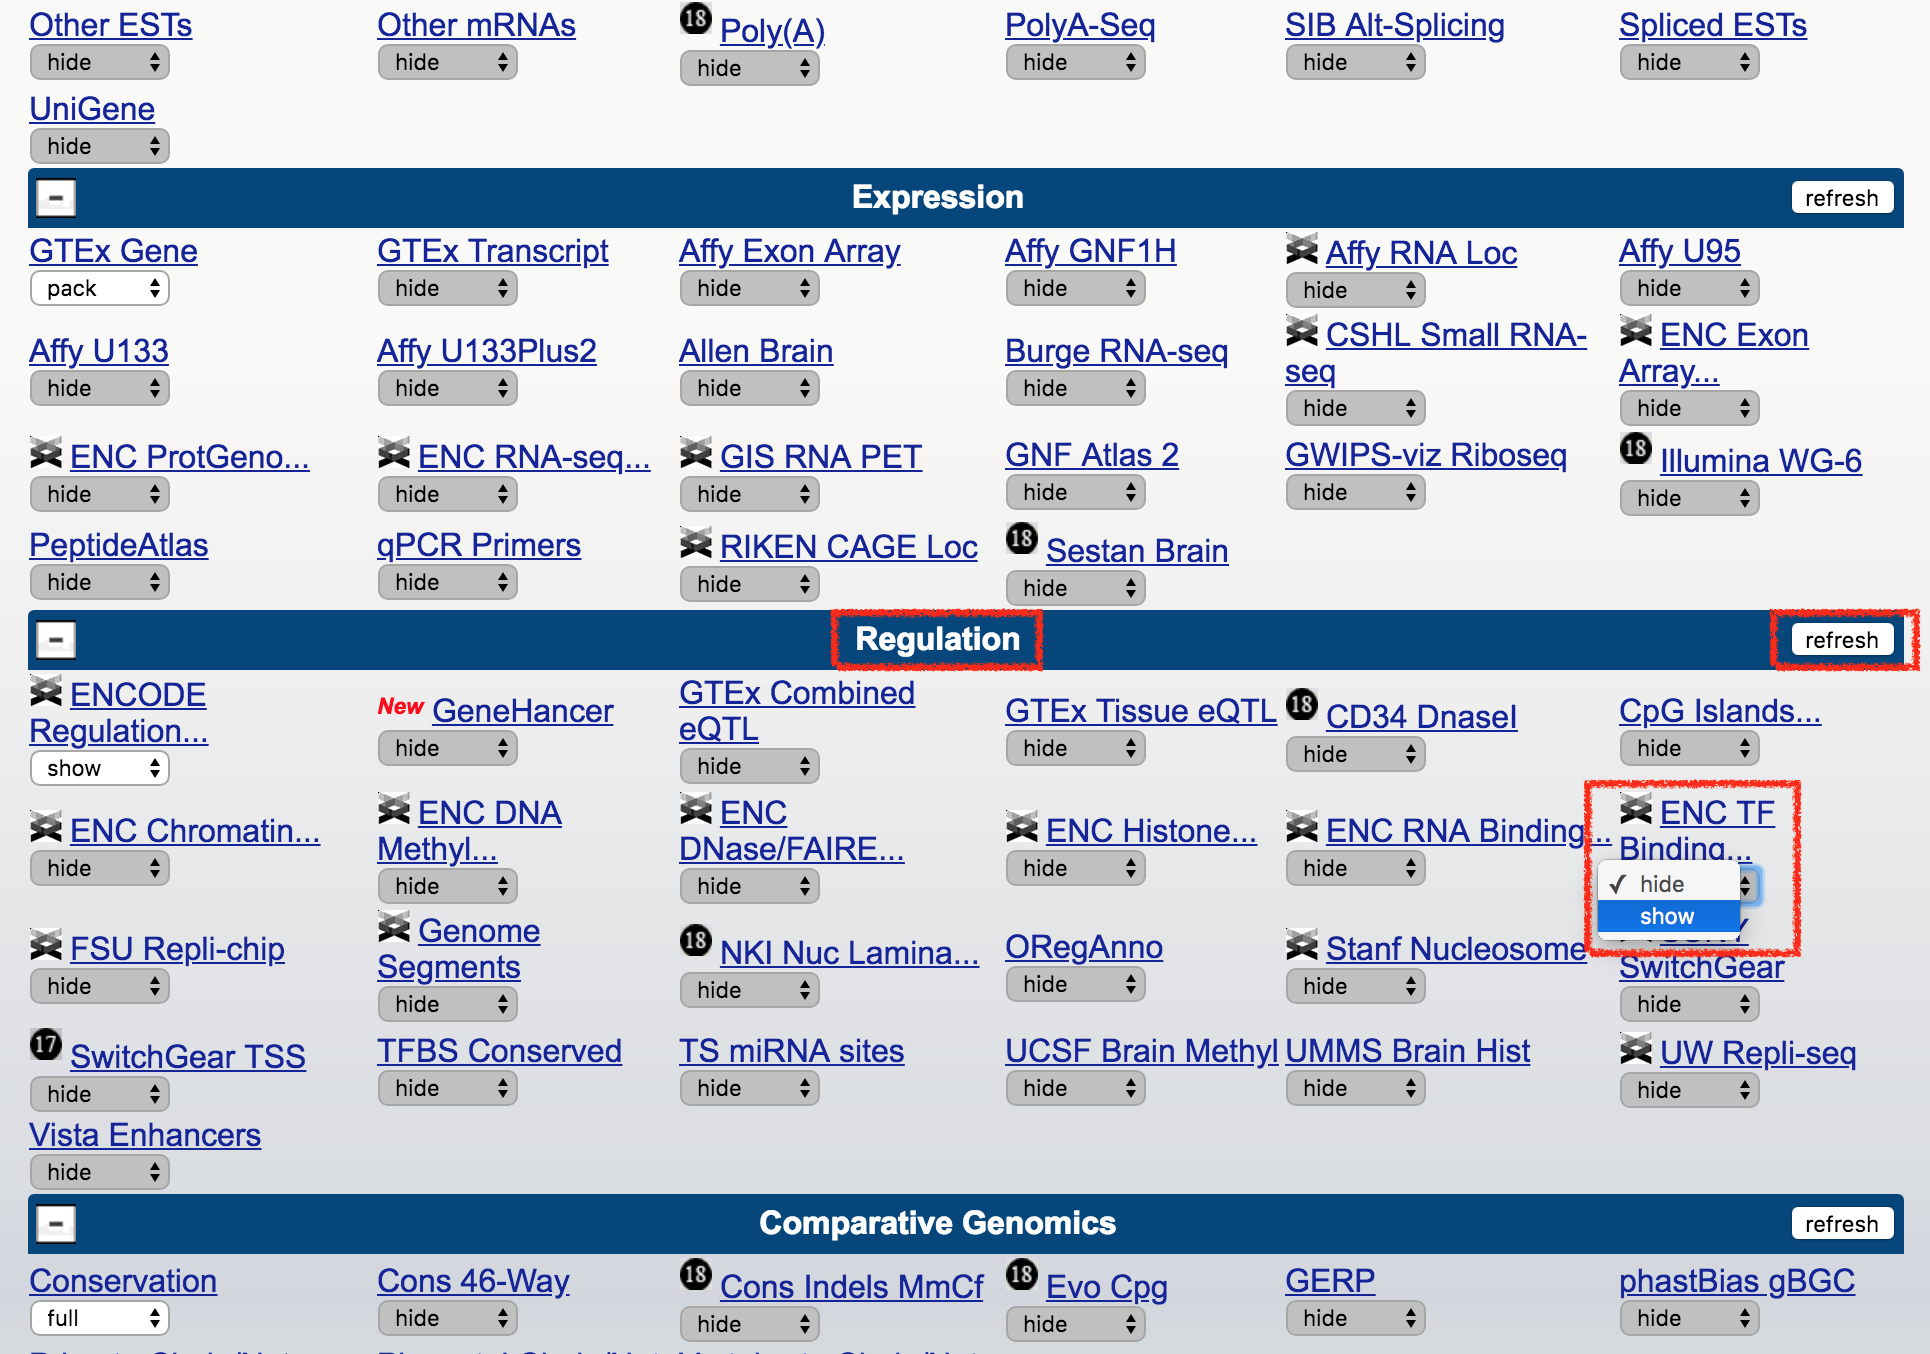 Other ESTs Other mRNAs 18 Poly(A) PolyA-Seq SIB Alt-Splicing Spliced ESTs
hide hide hide hide hide hide
UniGene
hide
Expression refresh
GTEx Gene GTEx Transcript Affy Exon Array Affy GNF1H Affy RNA Loc Affy U95
pack hide hide hide hide hide
Affy U133 Affy U133Plus2 Allen Brain Burge RNA-seq CSHL Small RNA- ENC Exon
seq Array...
hide hide hide hide hide hide
ENC ProtGeno... ENC RNA-seq... GIS RNA PET GNF Atlas 2 GWIPS-viz Riboseq 18 Illumina WG-6
hide hide hide hide hide hide
PeptideAtlas qPCR Primers RIKEN CAGE Loc 18 Sestan Brain
hide hide hide hide
Regulation refresh
ENCODE New GeneHancer GTEx Combined GTEx Tissue eQTL 18 CD34 DnaseI CpG Islands...
Regulation... eQTL
show hide hide hide hide hide
ENC Chromatin... ENC DNA ENC ENC Histone... ENC RNA Binding... ENC TF
Methyl... DNase/FAIRE... Binding...
hide hide hide hide hide hide
show
FSU Repli-chip Genome 18 NKI Nuc Lamina... ORegAnno Stanf Nucleosome
Segments SwitchGear
hide hide hide hide hide hide
17 SwitchGear TSS TFBS Conserved TS miRNA sites UCSF Brain Methyl UMMS Brain Hist UW Repli-seq
hide hide hide hide hide hide
Vista Enhancers
hide
Comparative Genomics refresh
Conservation Cons 46-Way 18 Cons Indels MmCf 18 Evo Cpg GERP phastBias gBGC
full hide hide hide hide hide